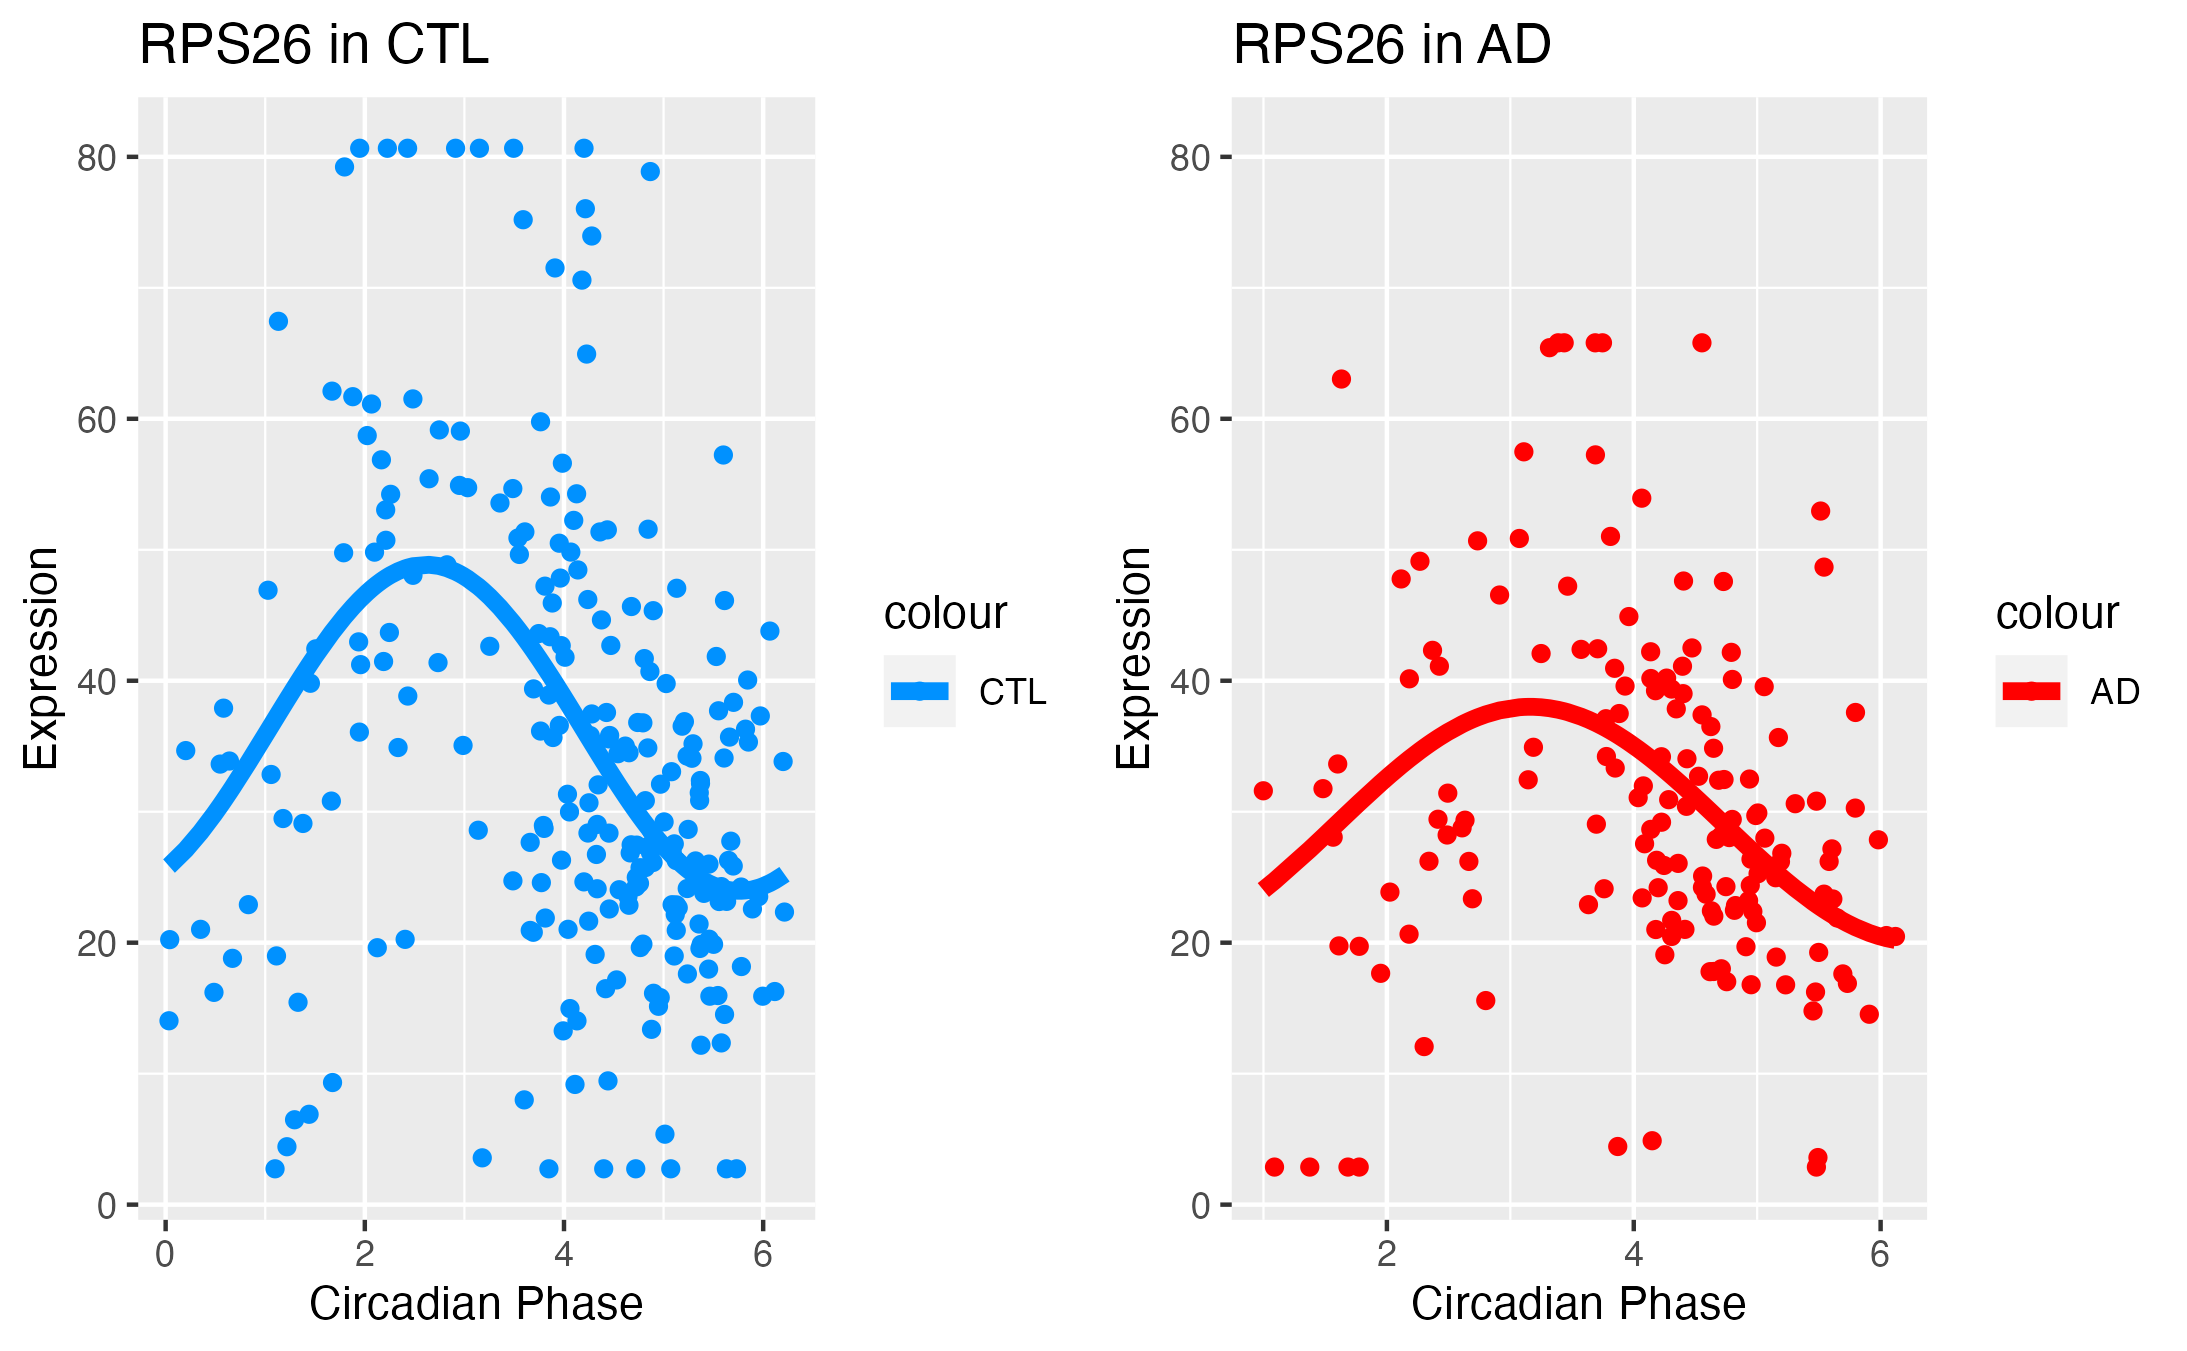 RPS26 in CTL
80
60
40
20
0
Expression
0 2 4 6
Circadian Phase
colour
CTL
RPS26 in AD
80
60
40
20
0
Expression
2 4 6
Circadian Phase
colour
AD